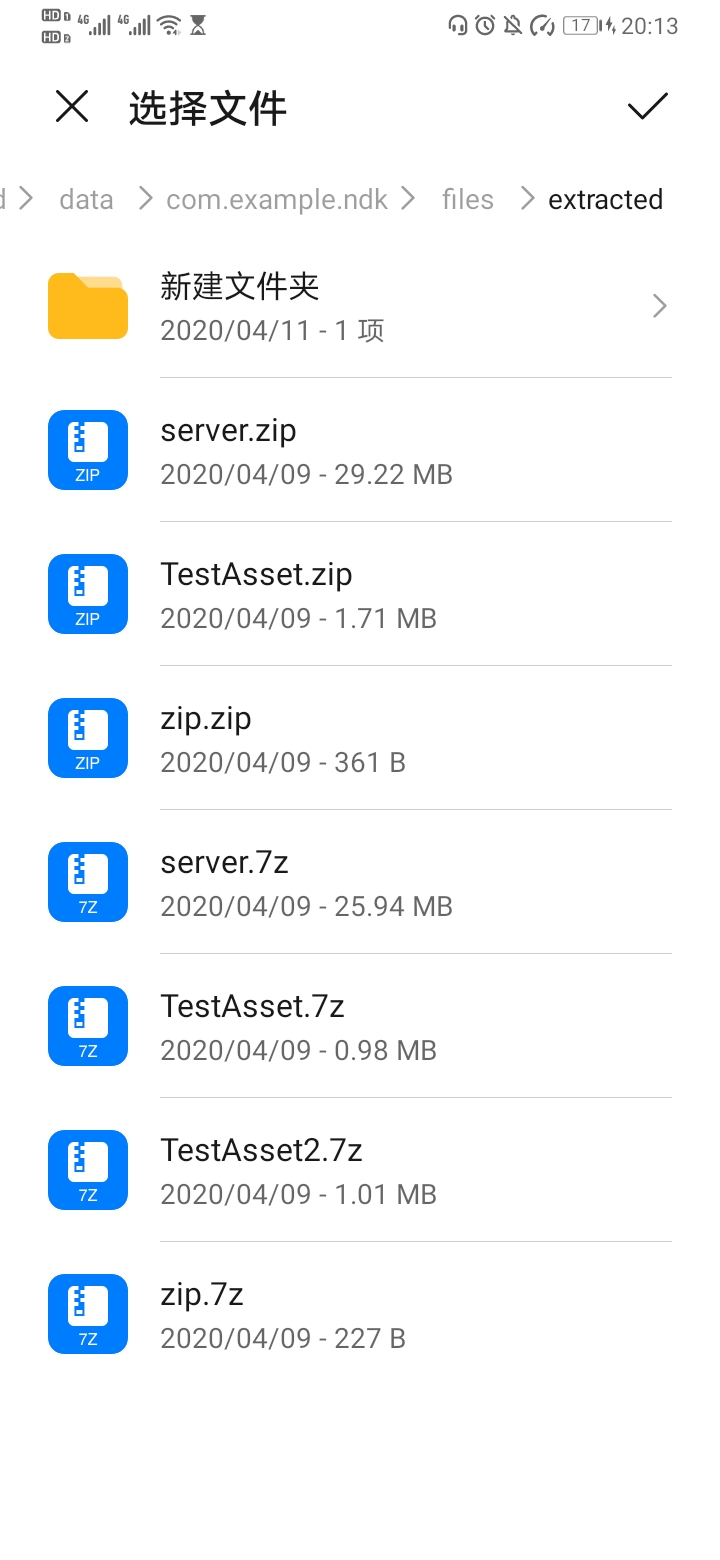 HD 1 4G 4G 17 20:13
HD 2
选择文件
d data com.example.ndk files extracted
新建文件夹
2020/04/11 - 1 项
ZIP
server.zip
2020/04/09 - 29.22 MB
ZIP
TestAsset.zip
2020/04/09 - 1.71 MB
ZIP
zip.zip
2020/04/09 - 361 B
7Z
server.7z
2020/04/09 - 25.94 MB
7Z
TestAsset.7z
2020/04/09 - 0.98 MB
7Z
TestAsset2.7z
2020/04/09 - 1.01 MB
7Z
zip.7z
2020/04/09 - 227 B